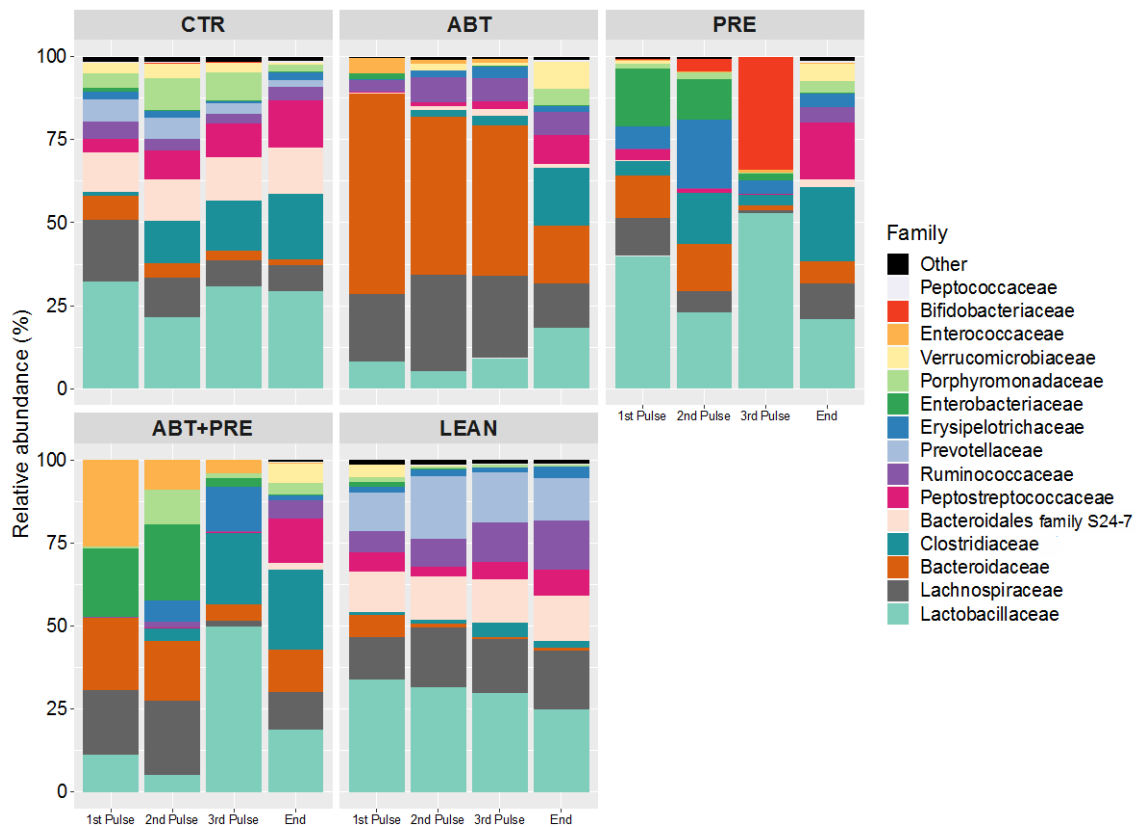 CTR
ABT
PRE
100
75
50
25
0
1st Pulse 2nd Pulse 3rd Pulse End
ABT+PRE
LEAN
100
75
50
25
0
1st Pulse 2nd Pulse 3rd Pulse End
1st Pulse 2nd Pulse 3rd Pulse End
Relative abundance (%)
Family
Other
Peptococcaceae
Bifidobacteriaceae
Enterococcaceae
Verrucomicrobiaceae
Porphyromonadaceae
Enterobacteriaceae
Erysipelotrichaceae
Prevotellaceae
Ruminococcaceae
Peptostreptococcaceae
Bacteroidales family S24-7
Clostridiaceae
Bacteroidaceae
Lachnospiraceae
Lactobacillaceae